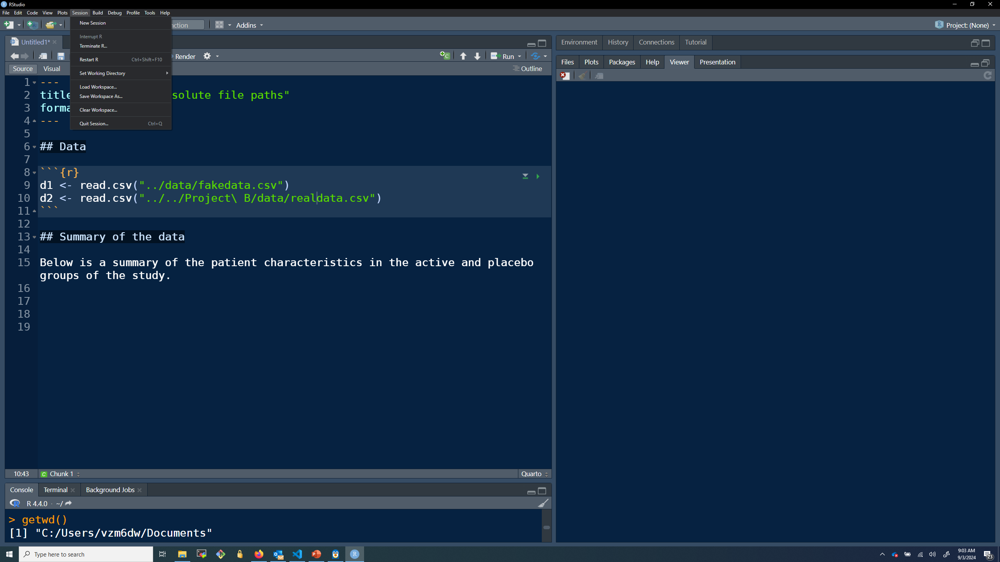 RStudio
File Edit Code View Plots Session Build Debug Profile Tools Help
New Session
Interrupt R
Terminate R...
Restart R Ctrl+Shift+F10
Set Working Directory
Load Workspace...
Save Workspace As...
Clear Workspace...
Quit Session... Ctrl+Q
nction Addins Project: (None)
Untitled1*
Render Run
Source Visual Outline
1 ---
2 title solute file paths"
3 forma
4 ---
5
6 ## Data
7
8 ```{r}
9 d1 <- read.csv("../data/fakedata.csv")
10 d2 <- read.csv("../../Project\ B/data/realdata.csv")
11 ```
12
13 ## Summary of the data
14
15 Below is a summary of the patient characteristics in the active and placebo
groups of the study.
16
17
18
19
10:43 Chunk 1 Quarto
Console Terminal Background Jobs
R 4.4.0 · ~/
> getwd()
[1] "C:/Users/vzm6dw/Documents"
Environment History Connections Tutorial
Files Plots Packages Help Viewer Presentation
Type here to search
9:03 AM
9/3/2024
23